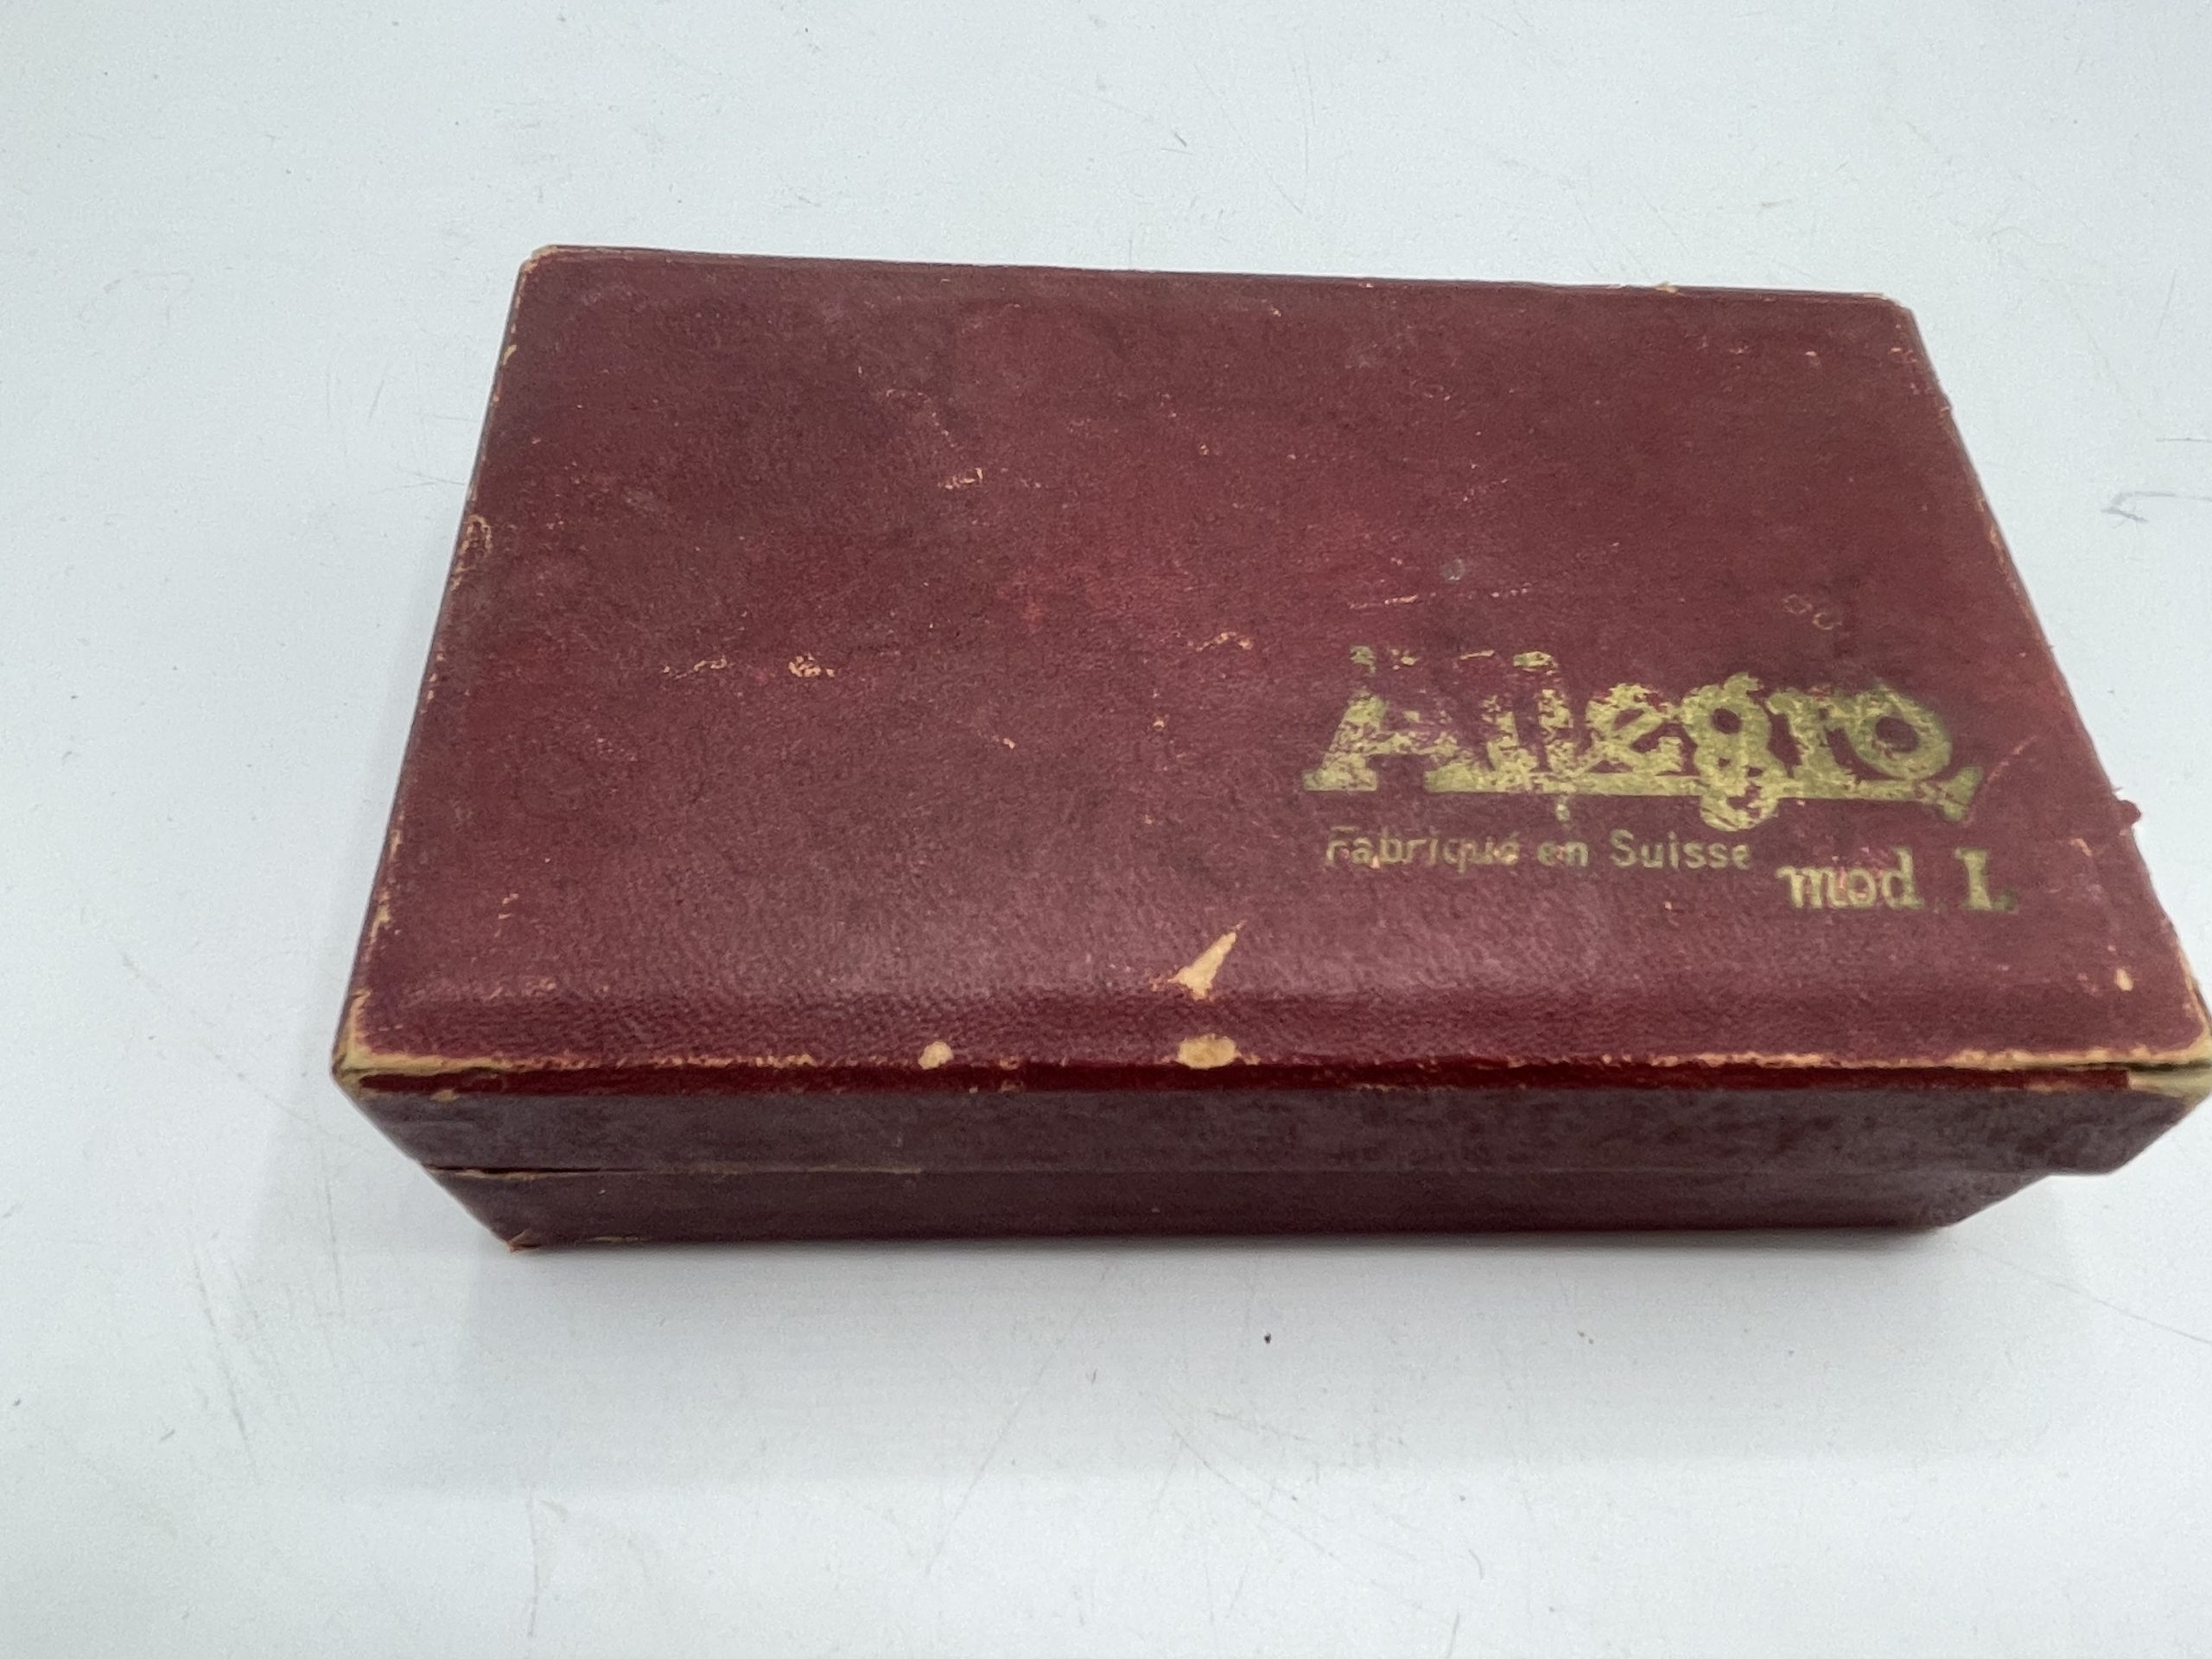 Allegro
Fabriqué en Suisse
mod. L.